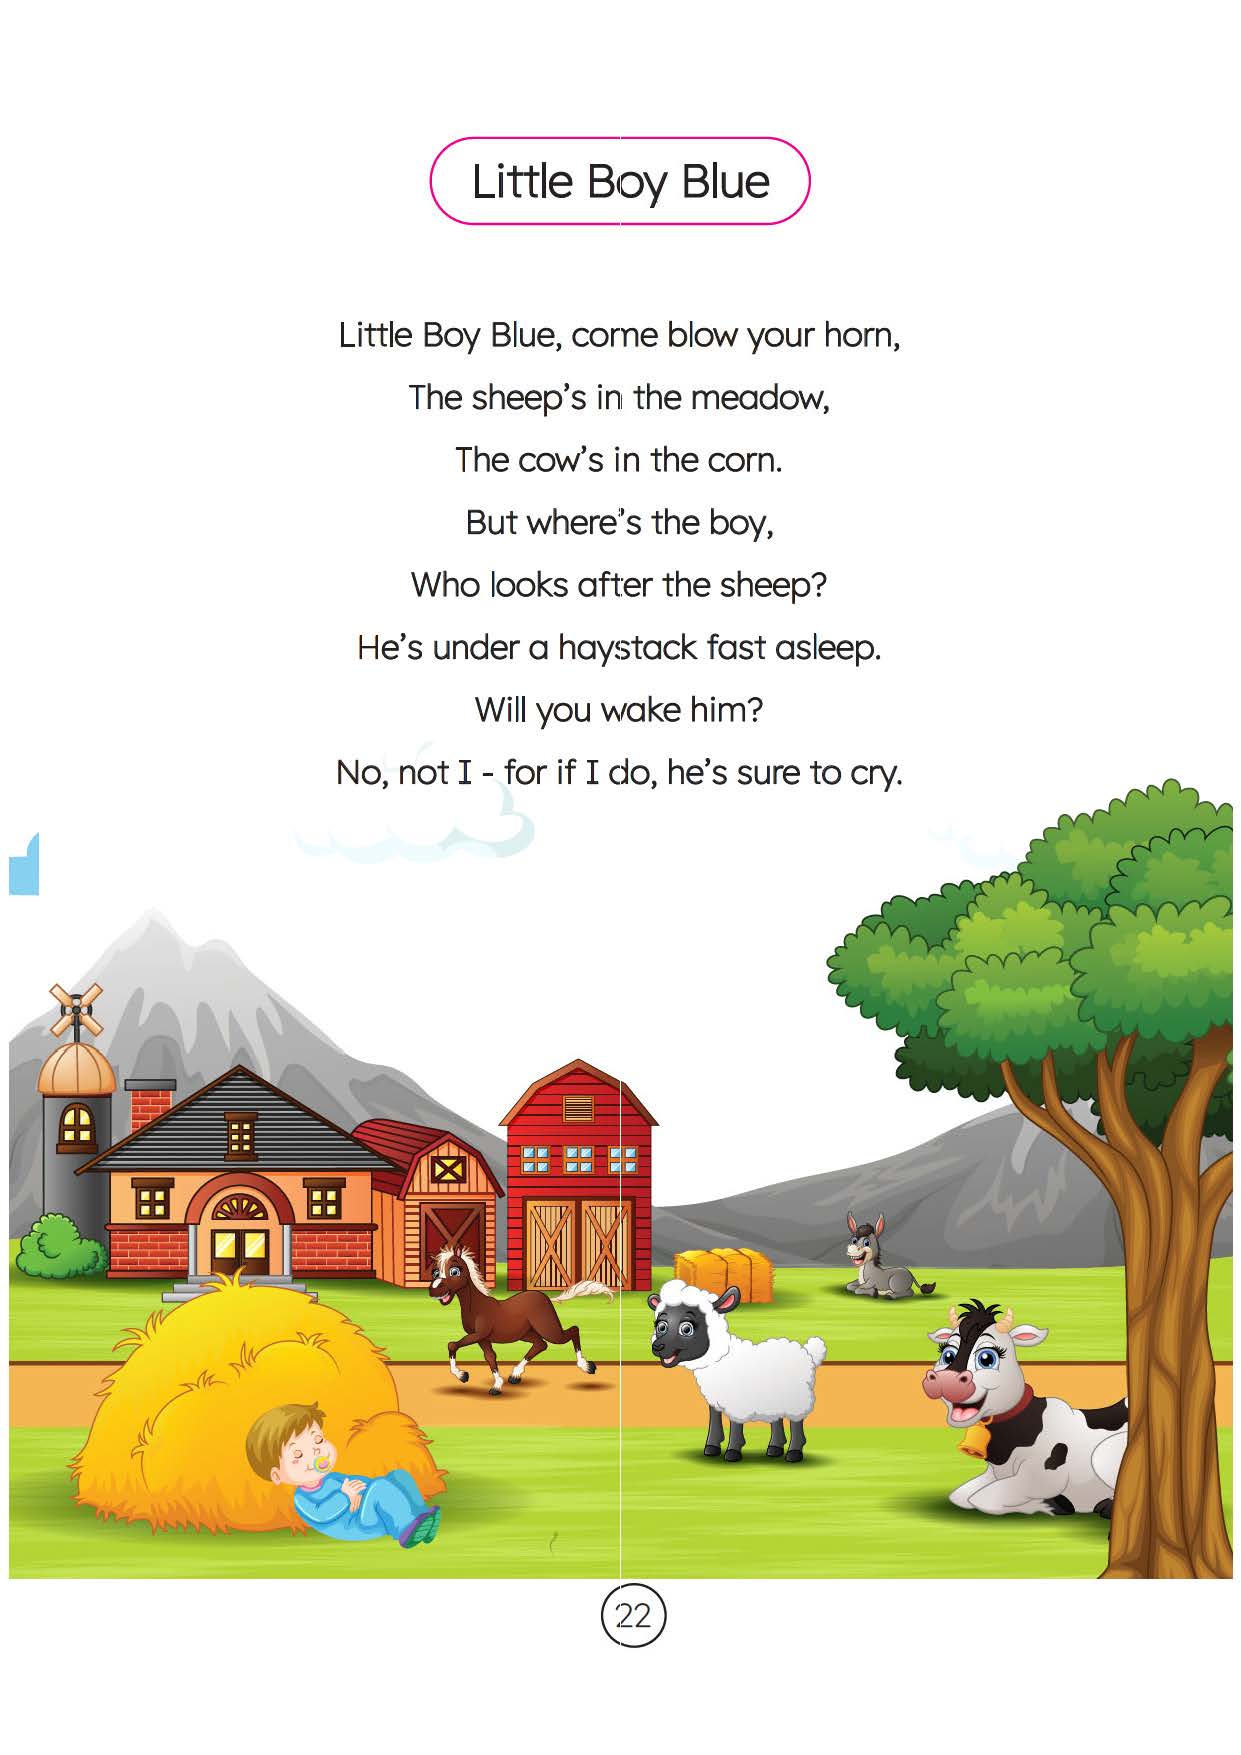 Little Boy Blue
Little Boy Blue, come blow your horn,
The sheep’s in the meadow,
The cow’s in the corn.
But where’s the boy,
Who looks after the sheep?
He’s under a haystack fast asleep.
Will you wake him?
No, not I - for if I do, he’s sure to cry.
22